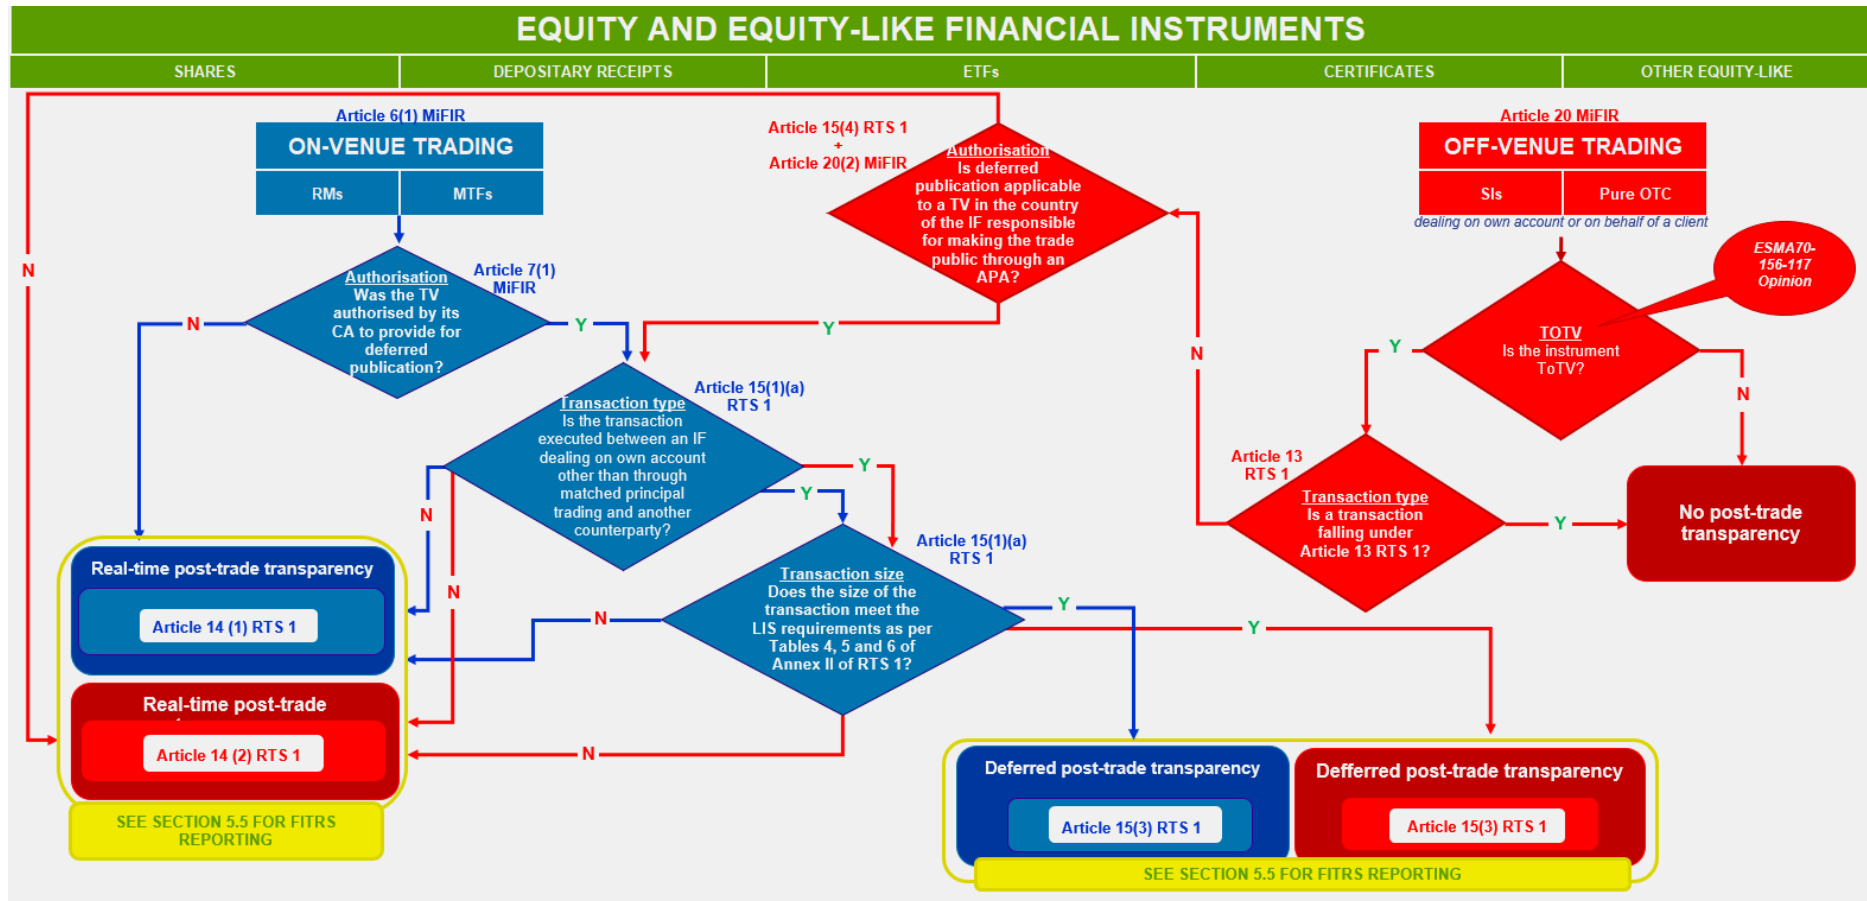 EQUITY AND EQUITY-LIKE FINANCIAL INSTRUMENTS
SHARES
DEPOSITARY RECEIPTS
ETFs
CERTIFICATES
OTHER EQUITY-LIKE
Article 6(1) MiFIR
ON-VENUE TRADING
RMs
MTFs
Article 15(4) RTS 1
+
Article 20(2) MiFIR
Authorisation
Is deferred
publication applicable
to a TV in the country
of the IF responsible
for making the trade
public through an
APA?
Article 20 MiFIR
OFF-VENUE TRADING
SIs
Pure OTC
dealing on own account or on behalf of a client
ESMA70-
156-117
Opinion
N
Authorisation
Was the TV
authorised by its
CA to provide for
deferred
publication?
Article 7(1)
MiFIR
N
Y
Y
N
TOTV
Is the instrument
ToTV?
Y
N
Transaction type
Is the transaction
executed between an IF
dealing on own account
other than through
matched principal
trading and another
counterparty?
Article 15(1)(a)
RTS 1
Y
Y
N
N
Article 13
RTS 1
Transaction type
Is a transaction
falling under
Article 13 RTS 1?
Y
No post-trade
transparency
Article 15(1)(a)
RTS 1
Transaction size
Does the size of the
transaction meet the
LIS requirements as per
Tables 4, 5 and 6 of
Annex II of RTS 1?
N
Y
Y
N
Real-time post-trade transparency
Article 14 (1) RTS 1
Real-time post-trade
Article 14 (2) RTS 1
SEE SECTION 5.5 FOR FITRS
REPORTING
Deferred post-trade transparency
Article 15(3) RTS 1
Defferred post-trade transparency
Article 15(3) RTS 1
SEE SECTION 5.5 FOR FITRS REPORTING